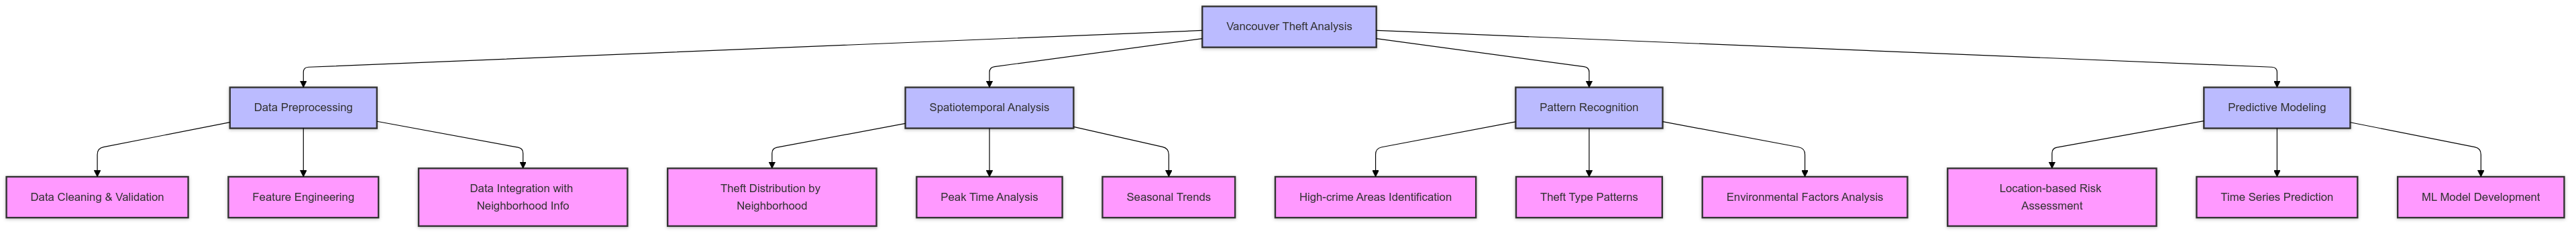 Vancouver Theft Analysis
Data Preprocessing
Spatiotemporal Analysis
Pattern Recognition
Predictive Modeling
Data Cleaning & Validation
Feature Engineering
Data Integration with
Neighborhood Info
Theft Distribution by
Neighborhood
Peak Time Analysis
Seasonal Trends
High-crime Areas Identification
Theft Type Patterns
Environmental Factors Analysis
Location-based Risk
Assessment
Time Series Prediction
ML Model Development